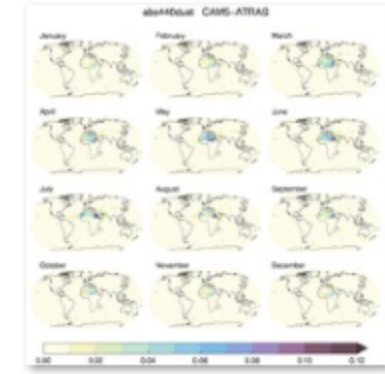 abs440dust CAM5-ATRAS
January February March
April May June
July August September
October November December
0.00 0.02 0.04 0.06 0.08 0.10 0.12